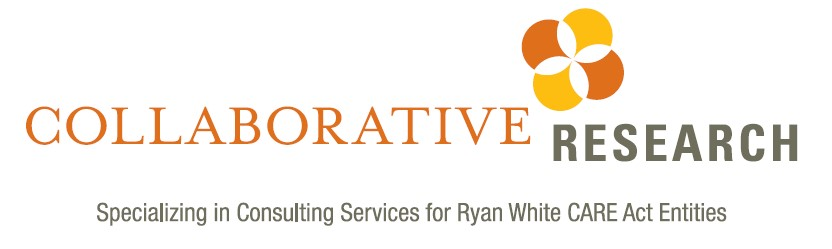 COLLABORATIVE RESEARCH
Specializing in Consulting Services for Ryan White CARE Act Entities